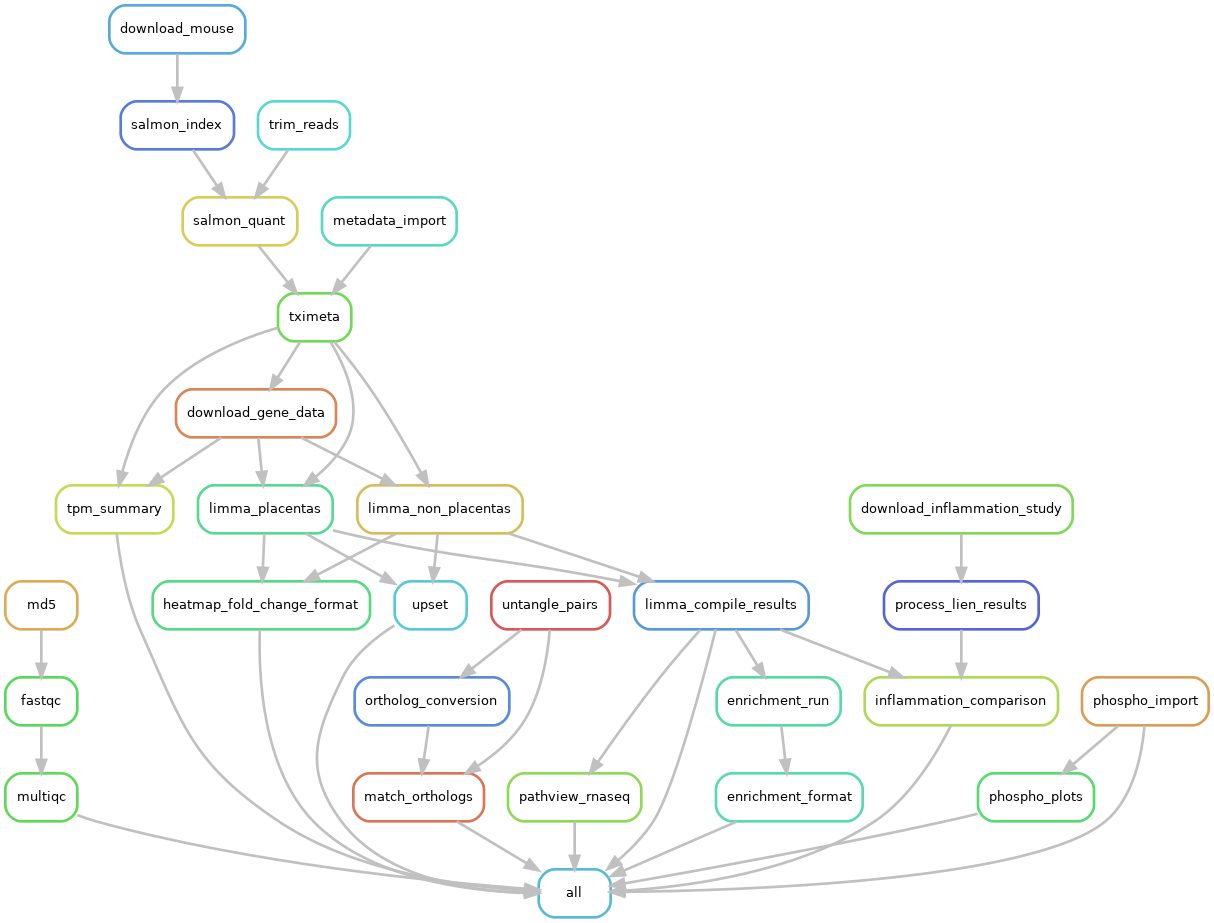 download_mouse
salmon_index
trim_reads
salmon_quant
metadata_import
tximeta
download_gene_data
tpm_summary
limma_placentas
limma_non_placentas
download_inflammation_study
md5
heatmap_fold_change_format
upset
untangle_pairs
limma_compile_results
process_lien_results
fastqc
ortholog_conversion
enrichment_run
inflammation_comparison
phospho_import
multiqc
match_orthologs
pathview_rnaseq
enrichment_format
phospho_plots
all